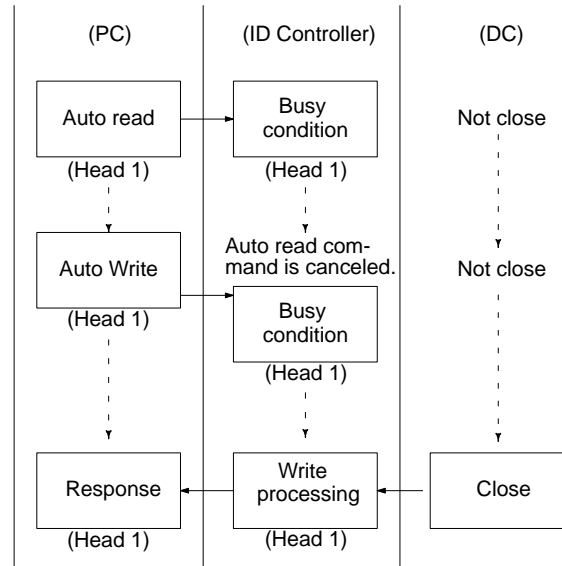 (PC) (ID Controller) (DC)
Auto read
Busy
condition
Not close
(Head 1) (Head 1)
Auto read com-
mand is canceled.
Auto Write
Not close
(Head 1)
Busy
condition
(Head 1)
Response
Write
processing
Close
(Head 1) (Head 1)